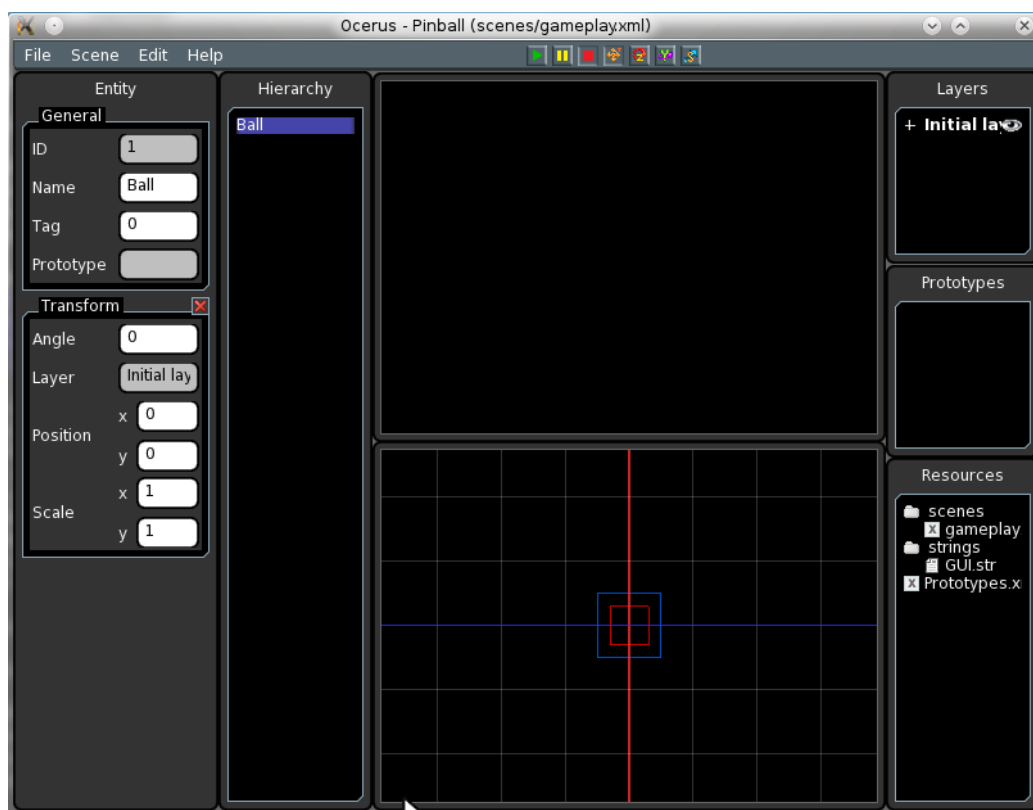 Ocerus - Pinball (scenes/gameplay.xml)
File Scene Edit Help
Entity
General
ID 1
Name Ball
Tag 0
Prototype
Transform
Angle 0
Layer Initial lay
Position x 0
y 0
Scale x 1
y 1
Hierarchy
Ball
Layers
+ Initial la
Prototypes
Resources
scenes
gameplay
strings
GUI.str
Prototypes.x